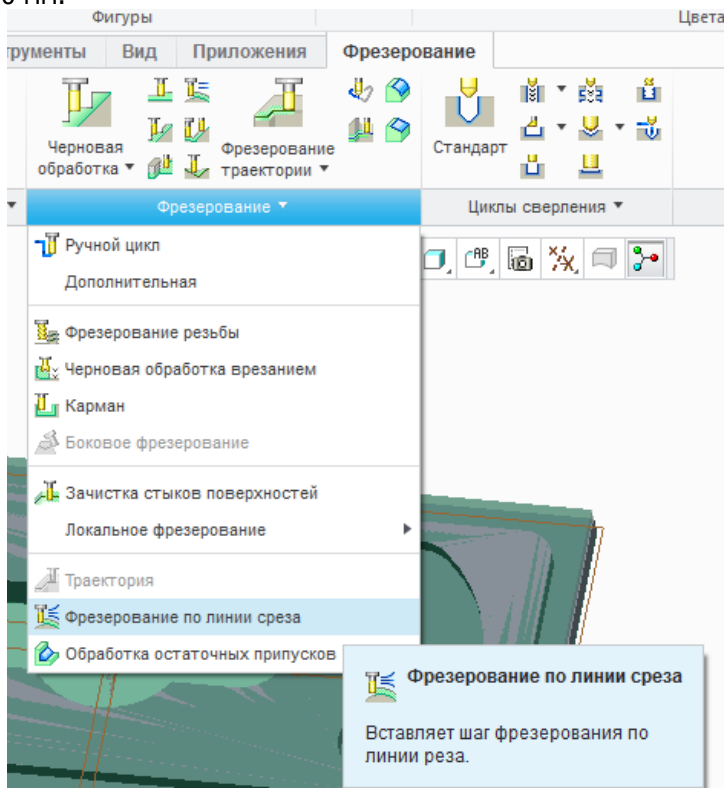 Фигуры
Цвета
трументы Вид Приложения Фрезерование
Черновая
обработка
Фрезерование
траектории
Стандарт
Фрезерование
Циклы сверления
Ручной цикл
Дополнительная
Фрезерование резьбы
Черновая обработка врезанием
Карман
Боковое фрезерование
Зачистка стыков поверхностей
Локальное фрезерование
Траектория
Фрезерование по линии среза
Обработка остаточных припусков
Фрезерование по линии среза
Вставляет шаг фрезерования по
линии реза.